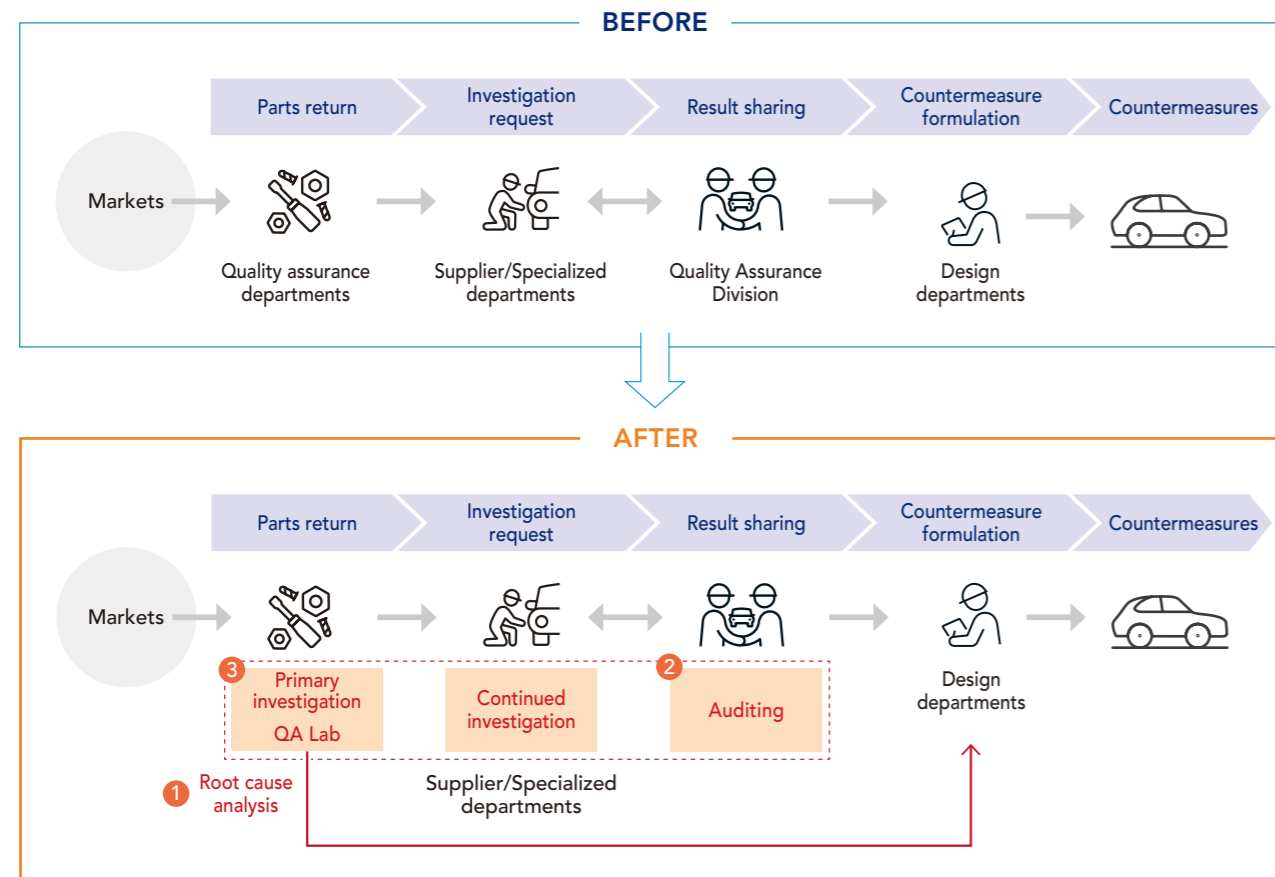 BEFORE
Parts return
Investigation
request
Result sharing
Countermeasure
formulation
Countermeasures
Markets
Quality assurance
departments
Supplier/Specialized
departments
Quality Assurance
Division
Design
departments
AFTER
Parts return
Investigation
request
Result sharing
Countermeasure
formulation
Countermeasures
Markets
3
Primary
investigation
QA Lab
Continued
investigation
2
Auditing
Design
departments
1
Root cause
analysis
Supplier/Specialized
departments